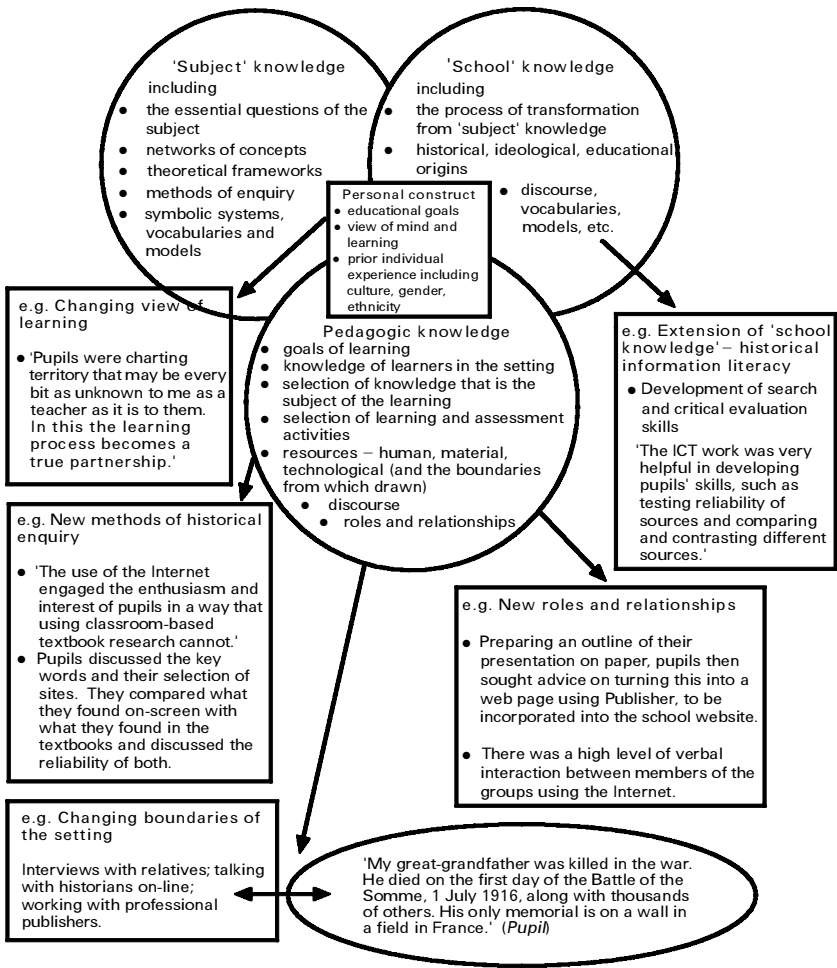 'Subject' knowledge
including
● the essential questions of the
subject
● networks of concepts
● theoretical frameworks
● methods of enquiry
● symbolic systems,
vocabularies and
models
'School' knowledge
including
● the process of transformation
from 'subject' knowledge
● historical, ideological, educational
origins
● discourse,
vocabularies,
models, etc.
Personal construct
● educational goals
● view of mind and
learning
● prior individual
experience including
culture, gender,
ethnicity
Pedagogic knowledge
● goals of learning
● knowledge of learners in the setting
● selection of knowledge that is the
subject of the learning
● selection of learning and assessment
activities
● resources – human, material,
technological (and the boundaries
from which drawn)
● discourse
● roles and relationships
e.g. Changing view of
learning
● 'Pupils were charting
territory that may be every
bit as unknown to me as a
teacher as it is to them.
In this the learning
process becomes a
true partnership.'
e.g. Extension of 'school
knowledge' – historical
information literacy
● Development of search
and critical evaluation
skills
'The ICT work was very
helpful in developing
pupils' skills, such as
testing reliability of
sources and comparing
and contrasting different
sources.'
e.g. New methods of historical
enquiry
● 'The use of the Internet
engaged the enthusiasm and
interest of pupils in a way that
using classroom-based
textbook research cannot.'
● Pupils discussed the key
words and their selection of
sites. They compared what
they found on-screen with
what they found in the
textbooks and discussed the
reliability of both.
e.g. New roles and relationships
● Preparing an outline of their
presentation on paper, pupils then
sought advice on turning this into a
web page using Publisher, to be
incorporated into the school website.
● There was a high level of verbal
interaction between members of the
groups using the Internet.
e.g. Changing boundaries of
the setting
Interviews with relatives; talking
with historians on-line;
working with professional
publishers.
'My great-grandfather was killed in the war.
He died on the first day of the Battle of the
Somme, 1 July 1916, along with thousands
of others. His only memorial is on a wall in
a field in France.' (Pupil)